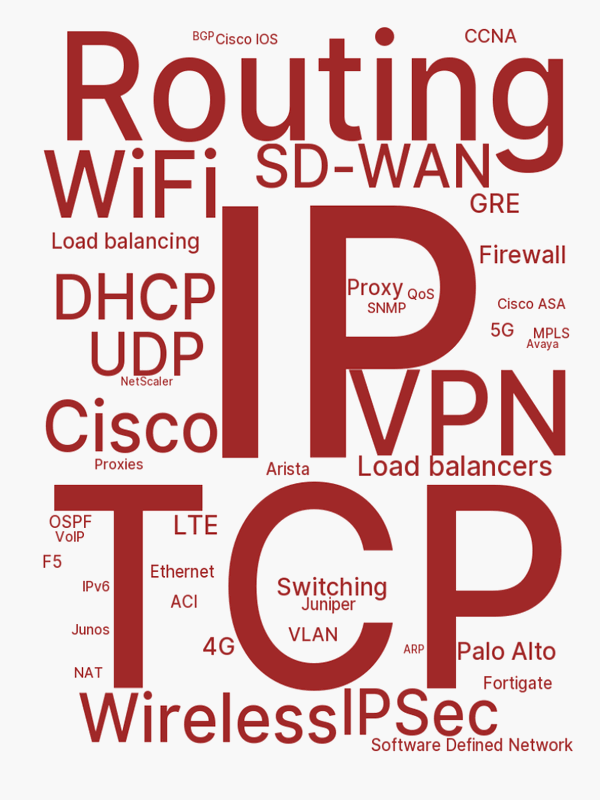 BGP
Cisco IOS
CCNA
Routing
WiFi
SD-WAN
GRE
Load balancing
IP
Firewall
DHCP
Proxy
QoS
SNMP
Cisco ASA
5G
MPLS
Avaya
UDP
NetScaler
VPN
Cisco
Proxies
Arista
Load balancers
TCP
OSPF
VoIP
LTE
F5
Ethernet
IPv6
ACI
Switching
Juniper
Junos
VLAN
4G
ARP
Palo Alto
NAT
Fortigate
Wireless
IPSec
Software Defined Network